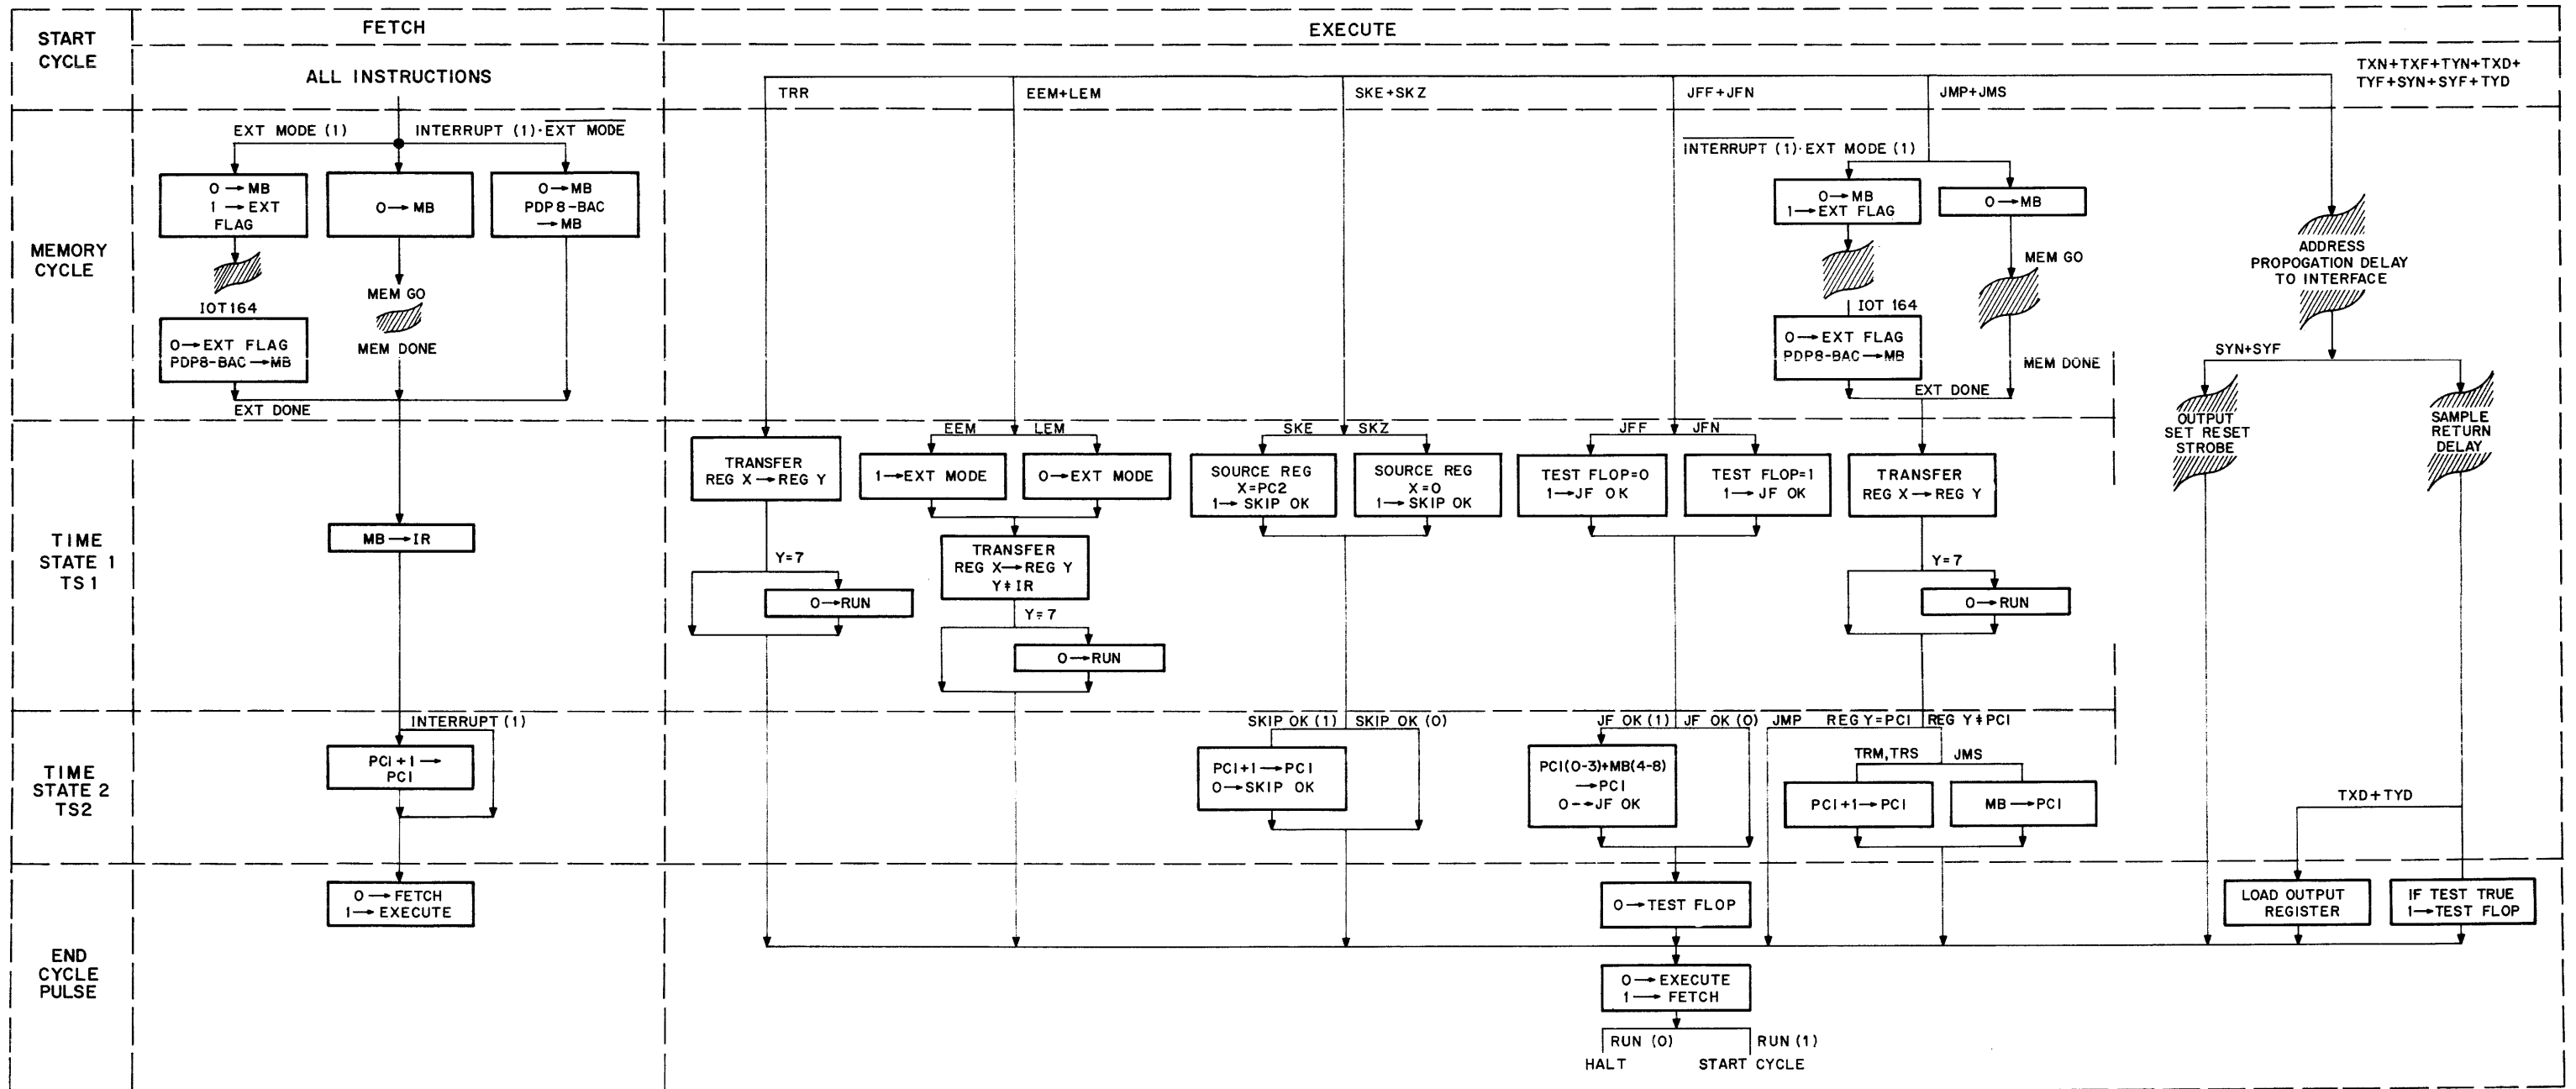 START
CYCLE
FETCH
EXECUTE
ALL INSTRUCTIONS
TRR
EEM+LEM
SKE+SKZ
JFF+JFN
JMP+JMS
TXN+TXF+TYN+TXD+
TYF+SYN+SYF+TYD
MEMORY
CYCLE
EXT MODE (1)
INTERRUPT (1)·EXT MODE
0→MB
1→EXT
FLAG
0→MB
0→MB
PDP8-BAC
→MB
IOT164
MEM GO
0→EXT FLAG
PDP8-BAC→MB
MEM DONE
EXT DONE
INTERRUPT (1)·EXT MODE (1)
0→MB
1→EXT FLAG
0→MB
MEM GO
IOT 164
0→EXT FLAG
PDP8-BAC→MB
MEM DONE
EXT DONE
ADDRESS
PROPOGATION DELAY
TO INTERFACE
SYN+SYF
OUTPUT
SET RESET
STROBE
SAMPLE
RETURN
DELAY
TIME
STATE 1
TS1
MB→IR
TRANSFER
REG X→REG Y
Y=7
0→RUN
EEM
LEM
1→EXT MODE
0→EXT MODE
TRANSFER
REG X→REG Y
Y≠IR
Y=7
0→RUN
SKE
SKZ
SOURCE REG
X=PC2
1→SKIP OK
SOURCE REG
X=0
1→SKIP OK
JFF
JFN
TEST FLOP=0
1→JF OK
TEST FLOP=1
1→JF OK
TRANSFER
REG X→REG Y
Y=7
0→RUN
TIME
STATE 2
TS2
INTERRUPT (1)
PC1+1→
PC1
SKIP OK (1)
SKIP OK (0)
PC1+1→PC1
0→SKIP OK
JF OK (1)
JF OK (0)
PC1(0-3)+MB(4-8)
→PC1
0→JF OK
JMP
REG Y=PC1
REG Y≠PC1
TRM,TRS
JMS
PC1+1→PC1
MB→PC1
TXD+TYD
END
CYCLE
PULSE
0→FETCH
1→EXECUTE
0→TEST FLOP
LOAD OUTPUT
REGISTER
IF TEST TRUE
1→TEST FLOP
0→EXECUTE
1→FETCH
RUN (0)
RUN (1)
HALT
START CYCLE